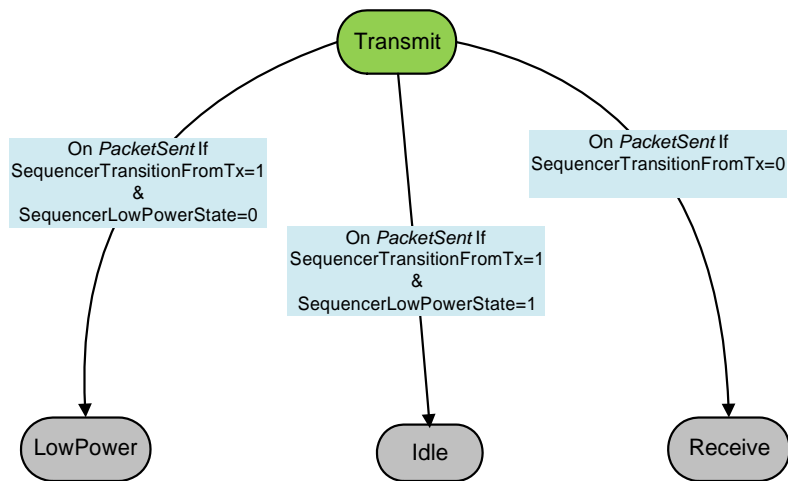 Transmit
On PacketSent If
SequencerTransitionFromTx=1
&
SequencerLowPowerState=0
On PacketSent If
SequencerTransitionFromTx=1
&
SequencerLowPowerState=1
On PacketSent If
SequencerTransitionFromTx=0
LowPower
Idle
Receive